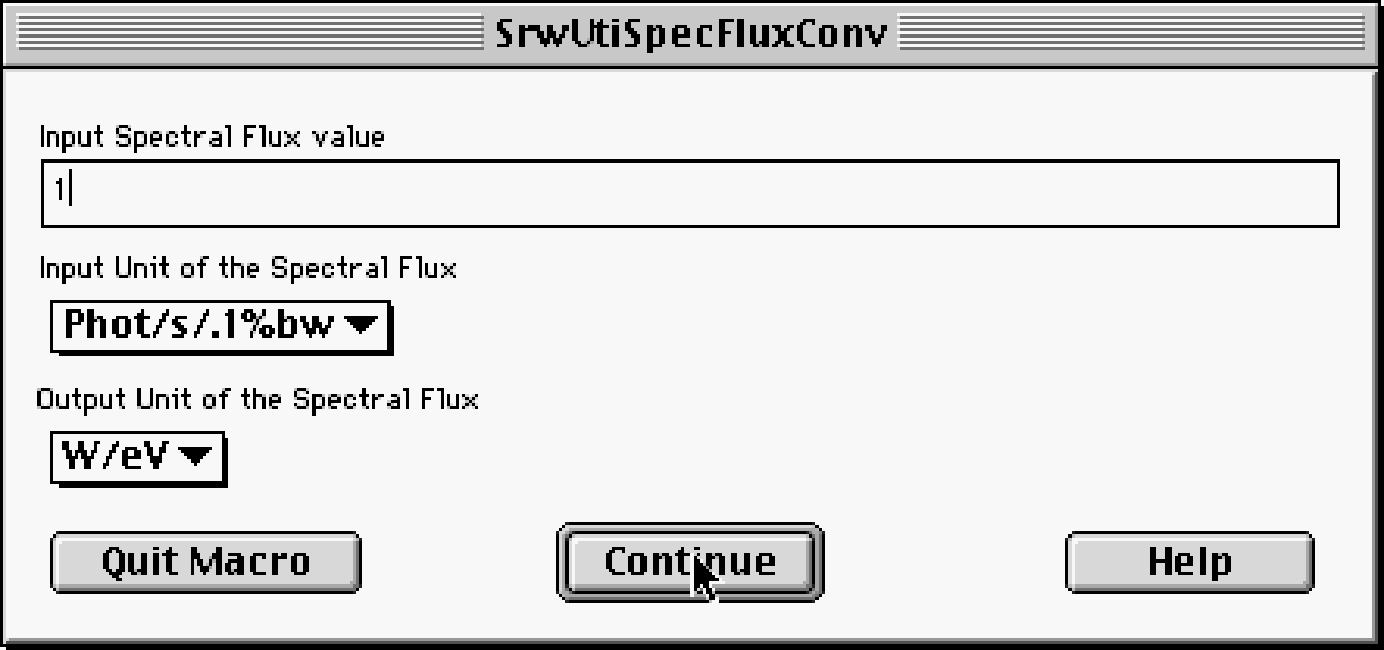 SrwUtiSpecFluxConv
Input Spectral Flux value
1
Input Unit of the Spectral Flux
Phot/s/.1%bw
Output Unit of the Spectral Flux
W/eV
Quit Macro Continue Help